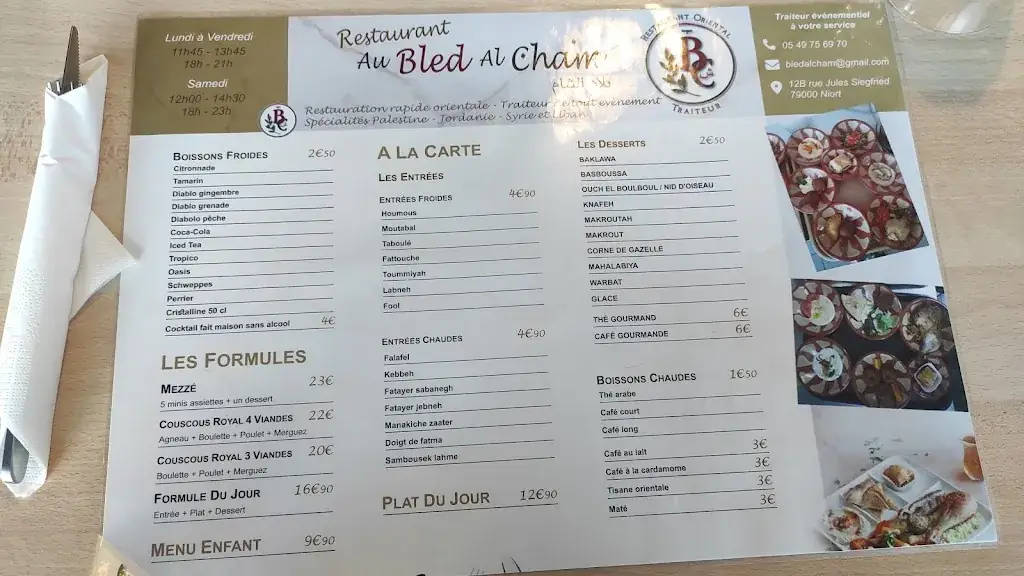 Lundi à Vendredi
11h45 - 13h45
18h - 21h
Samedi
12h00 - 14h30
18h - 23h
Restaurant
Au Bled Al Cham
بلاد الشام
Restauration rapide orientale - Traiteur tout évènement
Spécialités Palestine - Jordanie - Syrie et Liban
RESTAURANT ORIENTAL
TRAITEUR
Traiteur évènementiel
à votre service
05 49 75 69 70
bledalcham@gmail.com
12B rue Jules Siegfried
79000 Niort
BOISSONS FROIDES 2€50
Citronnade
Tamarin
Diablo gingembre
Diablo grenade
Diabolo pêche
Coca-Cola
Iced Tea
Tropico
Oasis
Schweppes
Perrier
Cristalline 50 cl
Cocktail fait maison sans alcool 4€
LES FORMULES
MEZZÉ 23€
5 minis assiettes + un dessert
COUSCOUS ROYAL 4 VIANDES 22€
Agneau + Boulette + Poulet + Merguez
COUSCOUS ROYAL 3 VIANDES 20€
Boulette + Poulet + Merguez
FORMULE DU JOUR 16€90
Entrée + Plat + Dessert
MENU ENFANT 9€90
A LA CARTE
LES ENTRÉES
ENTRÉES FROIDES 4€90
Houmous
Moutabal
Taboulé
Fattouche
Toummiyah
Labneh
Fool
ENTRÉES CHAUDES 4€90
Falafel
Kebbeh
Fatayer sabanegh
Fatayer jebneh
Manakiche zaater
Doigt de fatma
Sambousek lahme
PLAT DU JOUR 12€90
LES DESSERTS 2€50
BAKLAWA
BASBOUSSA
OUCH EL BOULBOUL / NID D'OISEAU
KNAFEH
MAKROUTAH
MAKROUT
CORNE DE GAZELLE
MAHALABIYA
WARBAT
GLACE
THÉ GOURMAND 6€
CAFÉ GOURMANDE 6€
BOISSONS CHAUDES 1€50
Thé arabe
Café court
Café long
Café au lait 3€
Café à la cardamome 3€
Tisane orientale 3€
Maté 3€